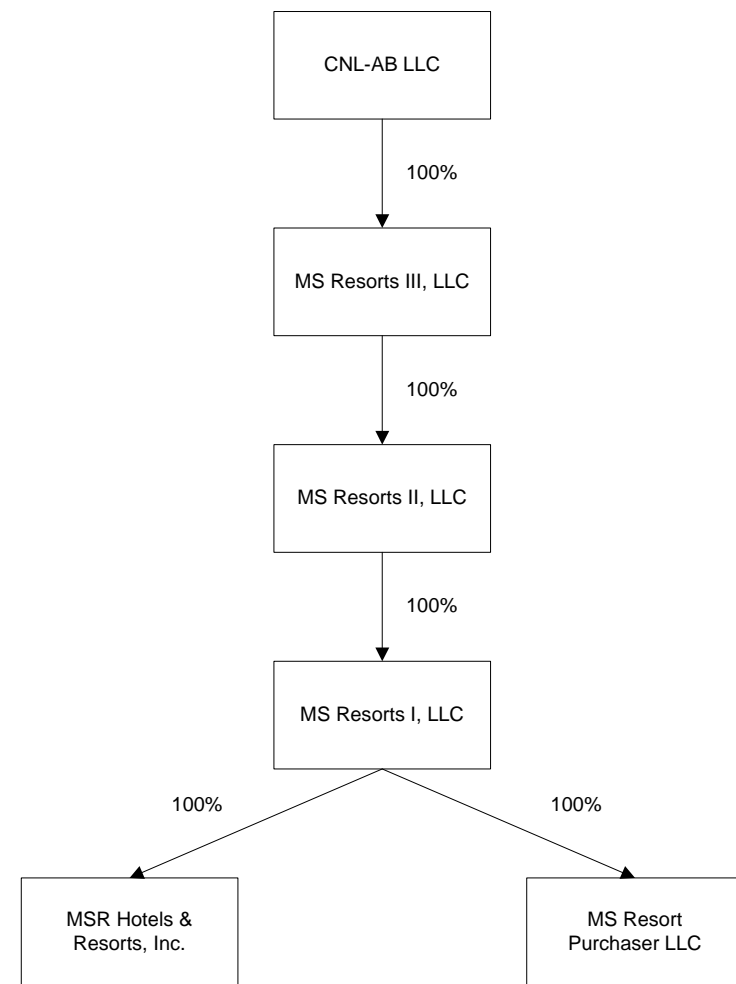 CNL-AB LLC
100%
MS Resorts III, LLC
100%
MS Resorts II, LLC
100%
MS Resorts I, LLC
100%
100%
MSR Hotels &
Resorts, Inc.
MS Resort
Purchaser LLC